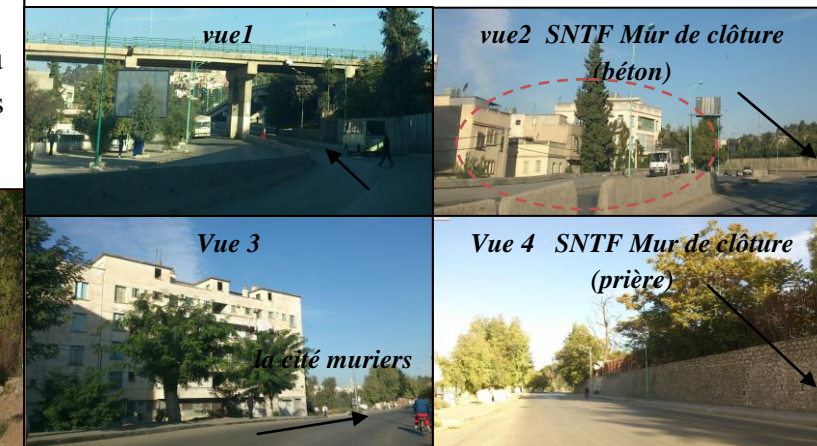 s
vue1
vue2 SNTF Mur de clôture
(béton)
Vue 3
la cité muriers
Vue 4 SNTF Mur de clôture
(prière)